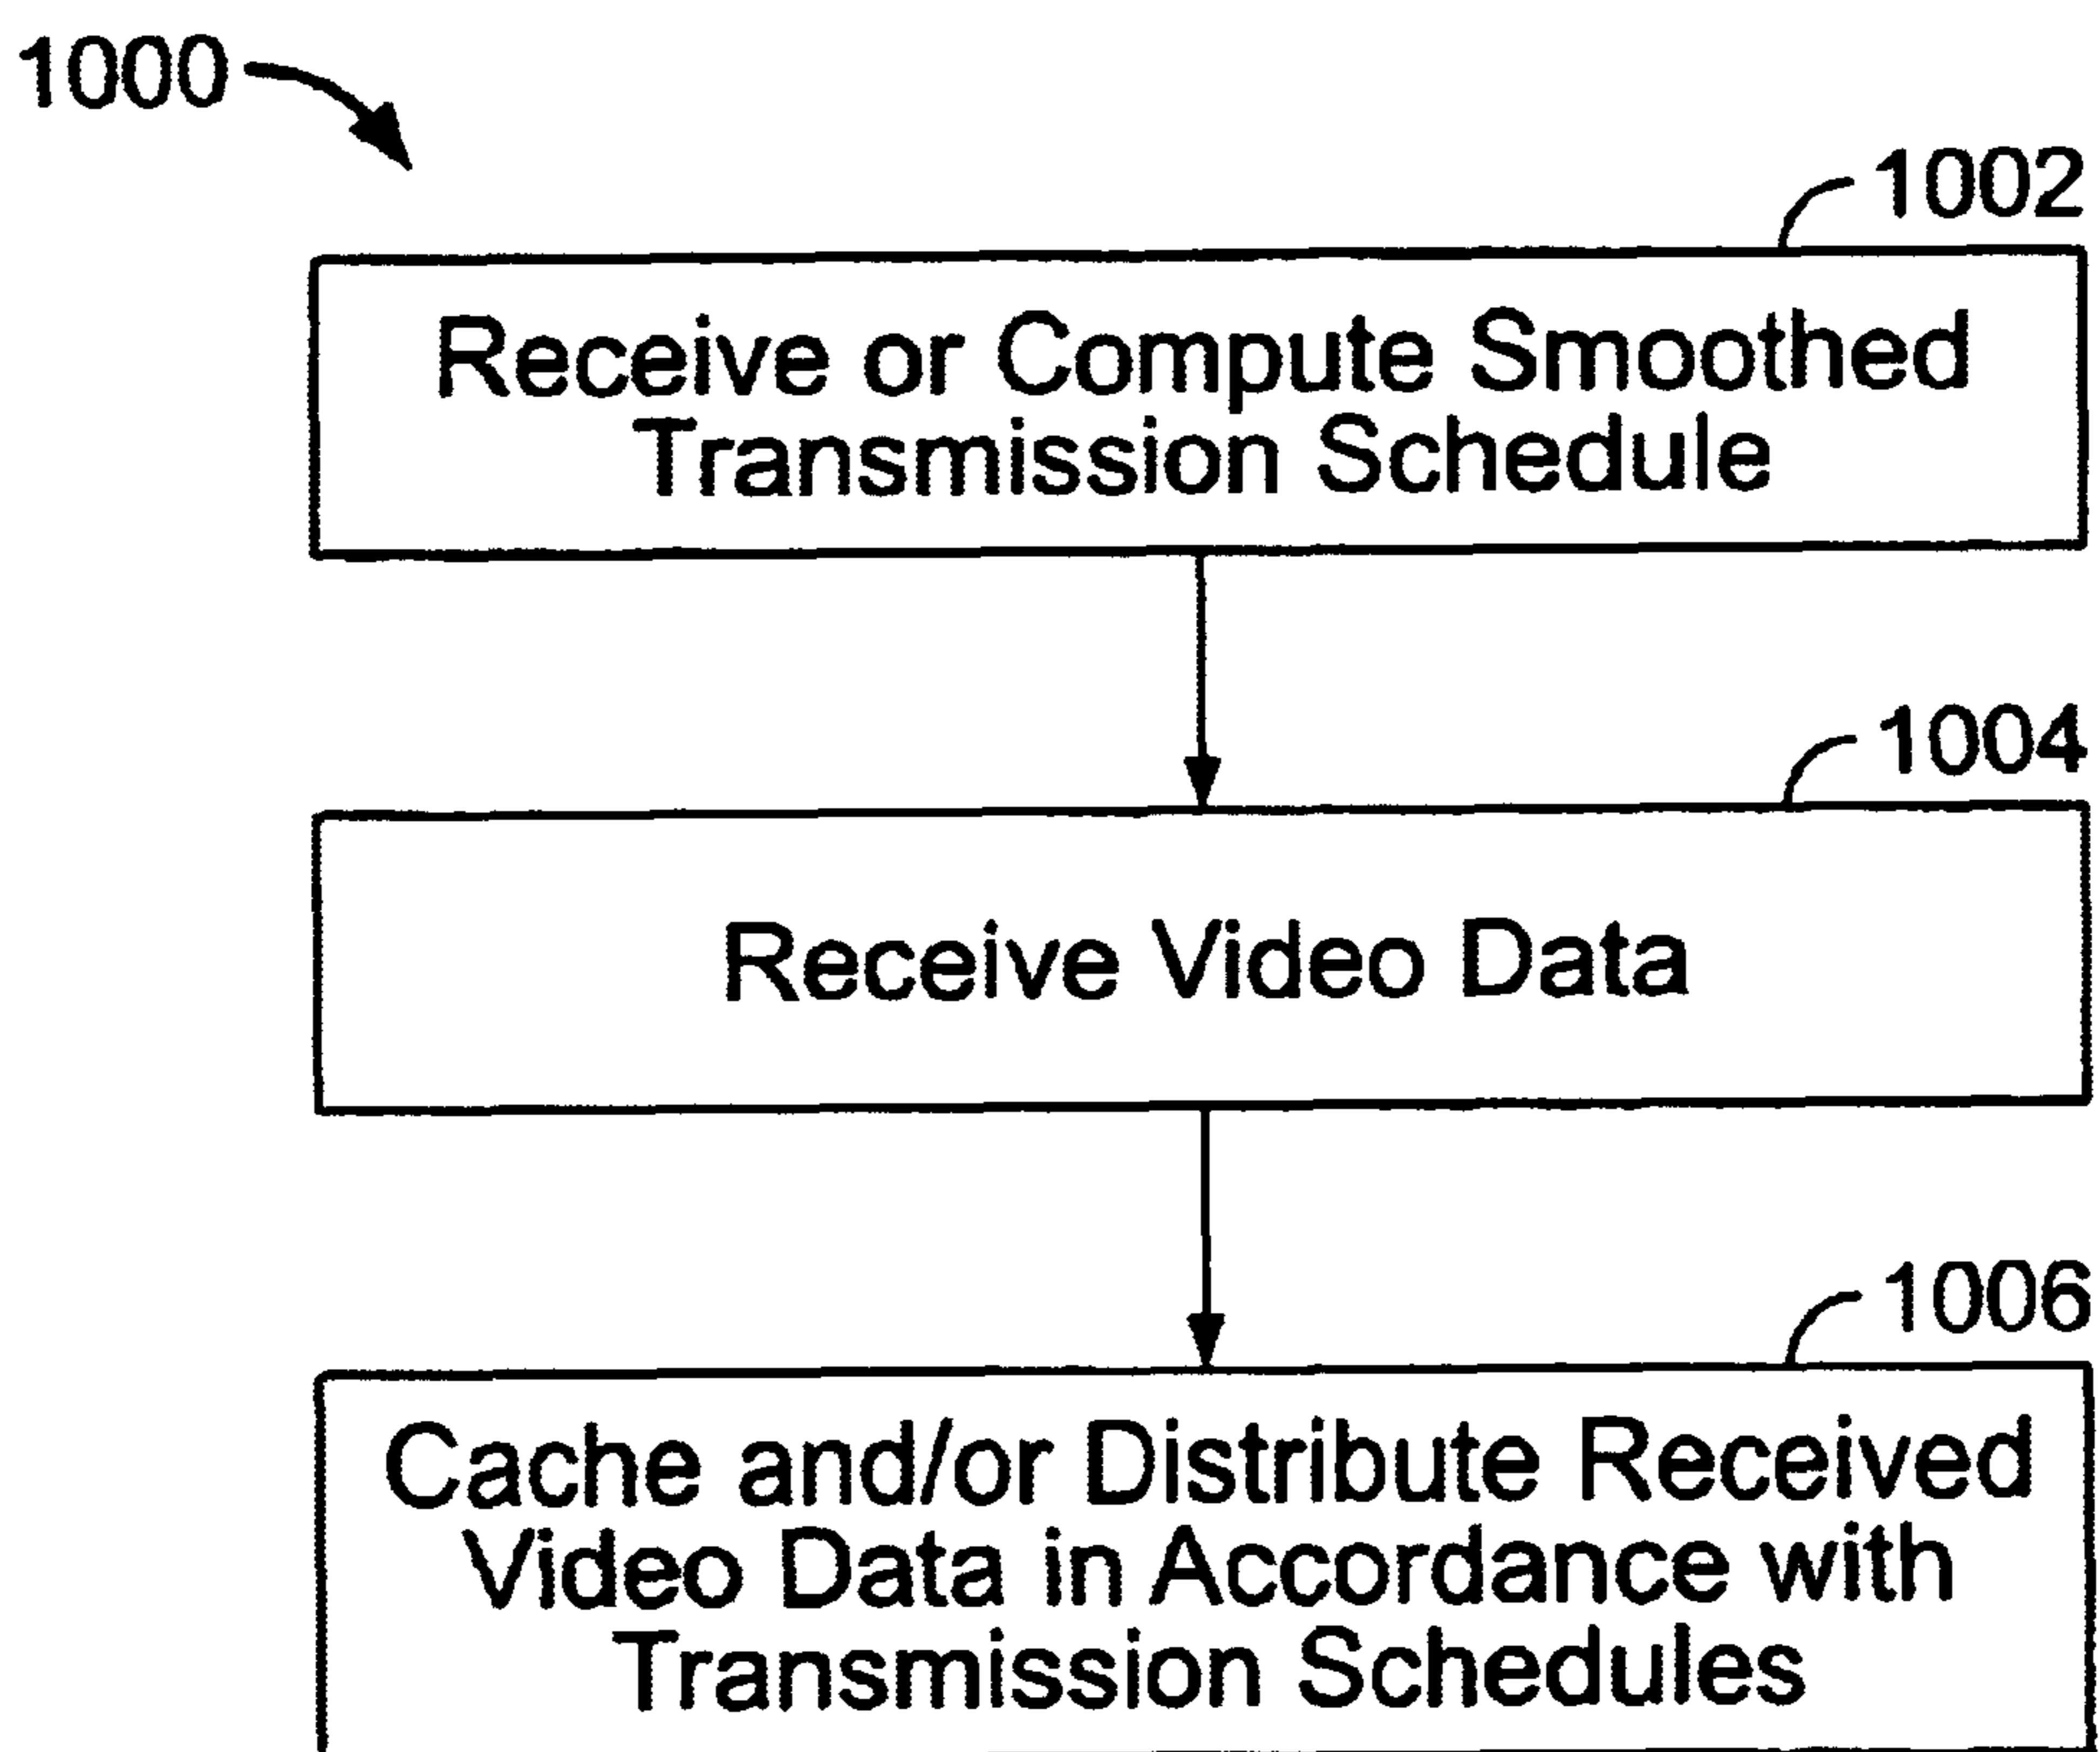 1000
1002
Receive or Compute Smoothed
Transmission Schedule
1004
Receive Video Data
1006
Cache and/or Distribute Received
Video Data in Accordance with
Transmission Schedules